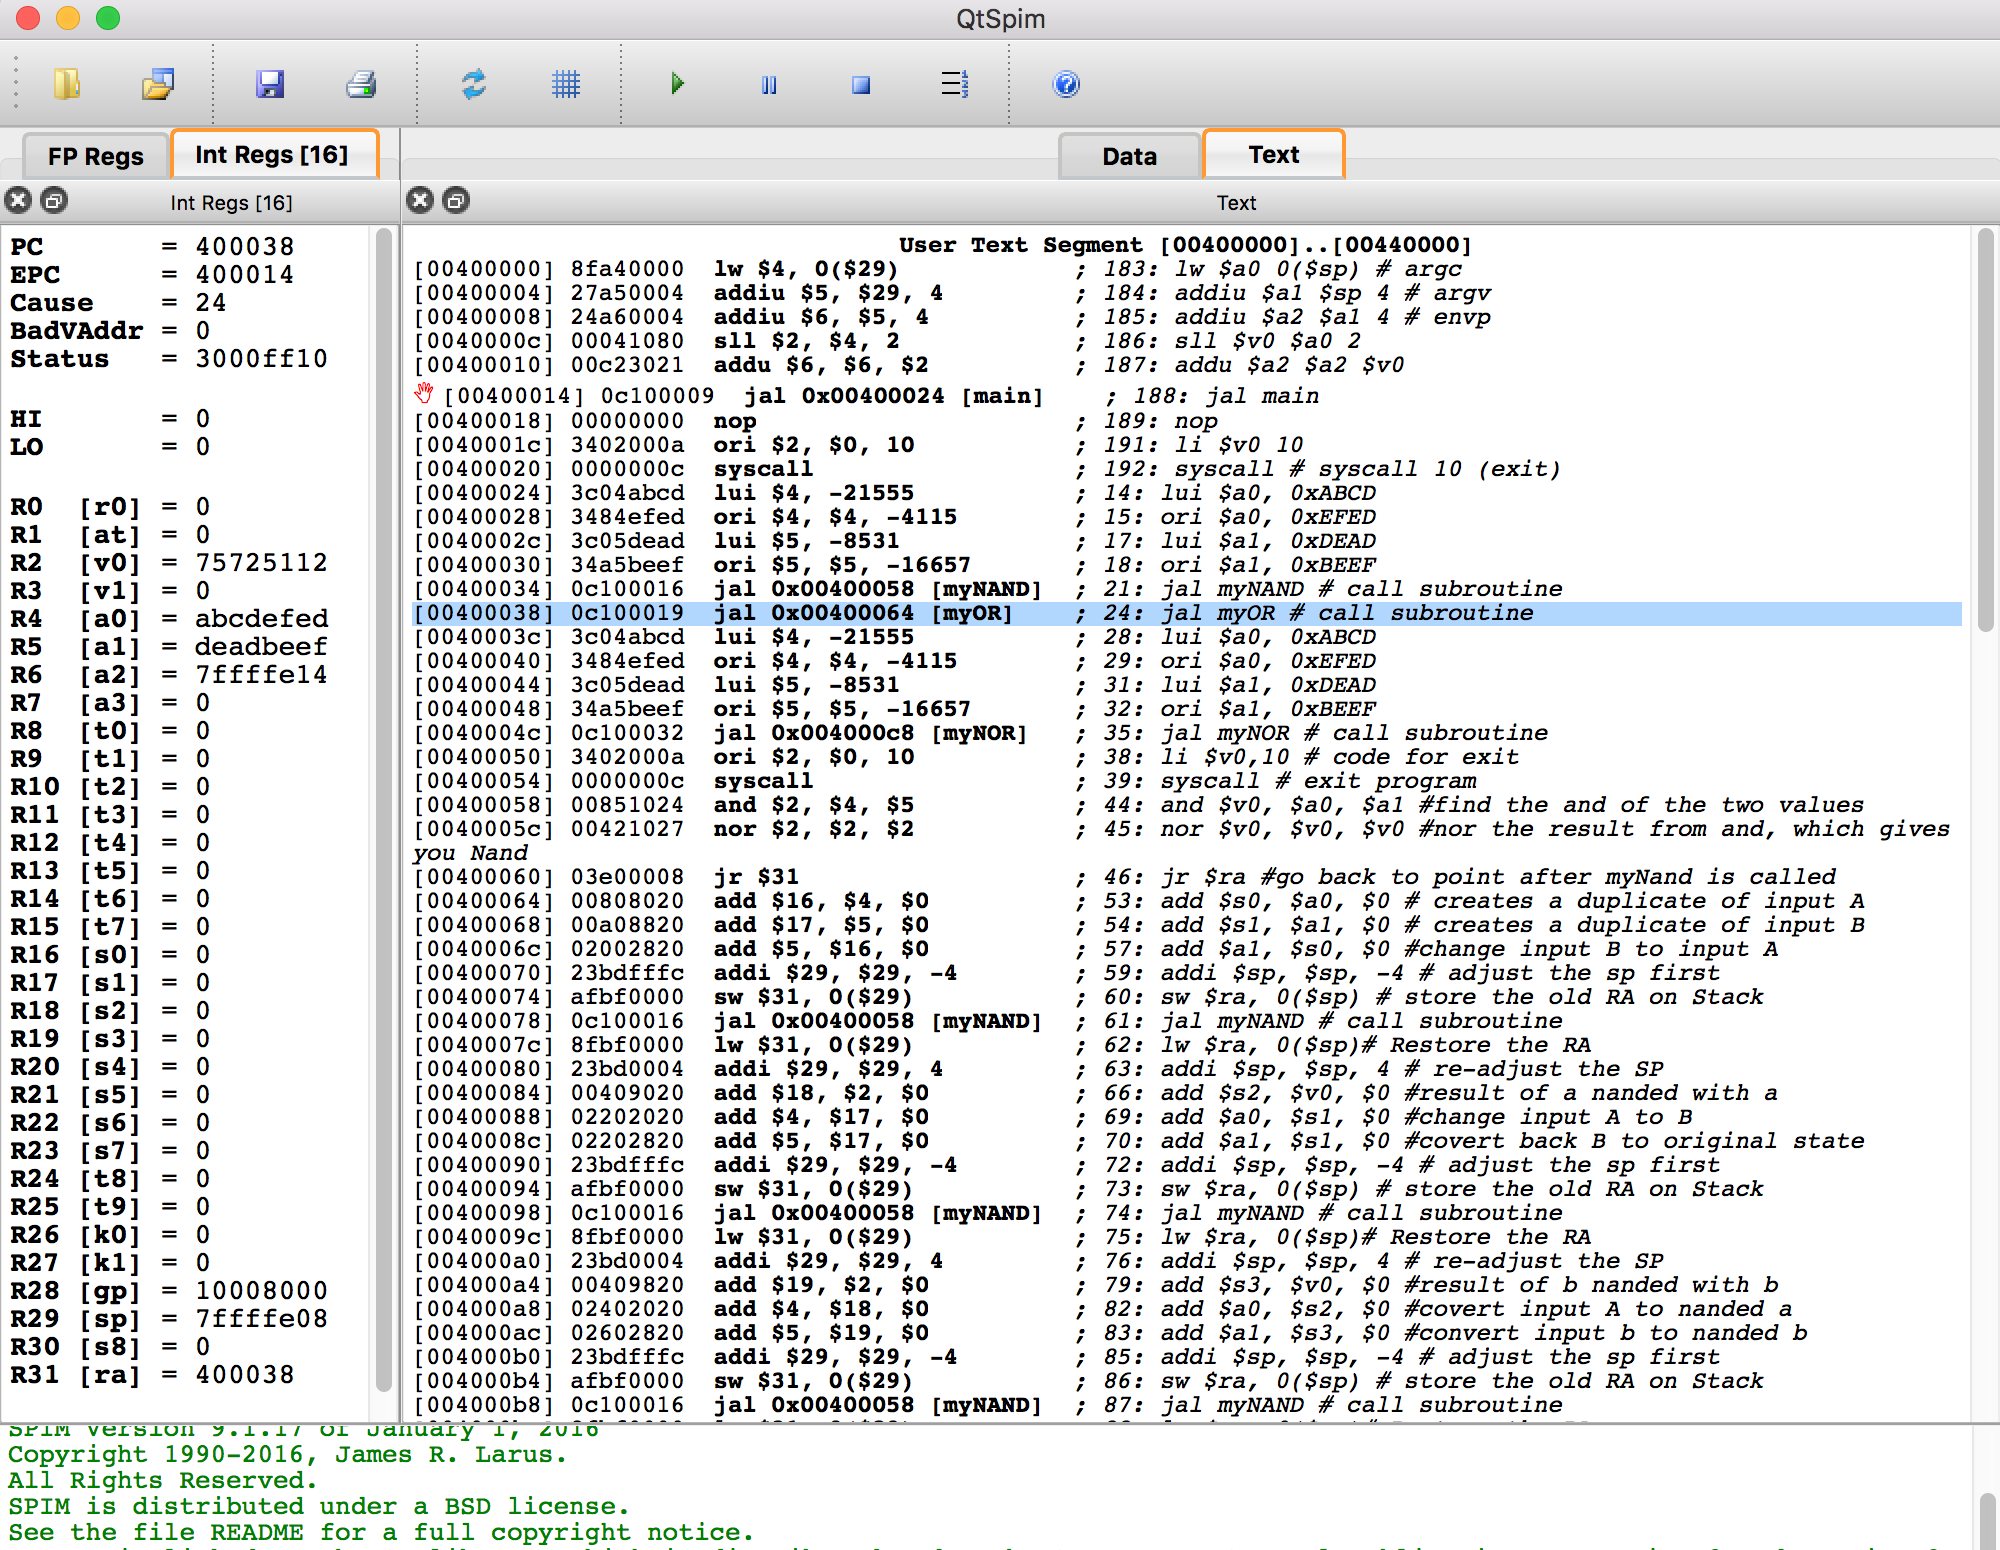 QtSpim
FP Regs
Int Regs [16]
Data
Text
Int Regs [16]
Text
PC = 400038
EPC = 400014
Cause = 24
BadVAddr = 0
Status = 3000ff10
HI = 0
LO = 0
R0 [r0] = 0
R1 [at] = 0
R2 [v0] = 75725112
R3 [v1] = 0
R4 [a0] = abcdefed
R5 [a1] = deadbeef
R6 [a2] = 7ffffe14
R7 [a3] = 0
R8 [t0] = 0
R9 [t1] = 0
R10 [t2] = 0
R11 [t3] = 0
R12 [t4] = 0
R13 [t5] = 0
R14 [t6] = 0
R15 [t7] = 0
R16 [s0] = 0
R17 [s1] = 0
R18 [s2] = 0
R19 [s3] = 0
R20 [s4] = 0
R21 [s5] = 0
R22 [s6] = 0
R23 [s7] = 0
R24 [t8] = 0
R25 [t9] = 0
R26 [k0] = 0
R27 [k1] = 0
R28 [gp] = 10008000
R29 [sp] = 7ffffe08
R30 [s8] = 0
R31 [ra] = 400038
User Text Segment [00400000]..[00440000]
[00400000] 8fa40000 lw $4, 0($29) ; 183: lw $a0 0($sp) # argc
[00400004] 27a50004 addiu $5, $29, 4 ; 184: addiu $a1 $sp 4 # argv
[00400008] 24a60004 addiu $6, $5, 4 ; 185: addiu $a2 $a1 4 # envp
[0040000c] 00041080 sll $2, $4, 2 ; 186: sll $v0 $a0 2
[00400010] 00c23021 addu $6, $6, $2 ; 187: addu $a2 $a2 $v0
[00400014] 0c100009 jal 0x00400024 [main] ; 188: jal main
[00400018] 00000000 nop ; 189: nop
[0040001c] 3402000a ori $2, $0, 10 ; 191: li $v0 10
[00400020] 0000000c syscall ; 192: syscall # syscall 10 (exit)
[00400024] 3c04abcd lui $4, -21555 ; 14: lui $a0, 0xABCD
[00400028] 3484efed ori $4, $4, -4115 ; 15: ori $a0, 0xEFED
[0040002c] 3c05dead lui $5, -8531 ; 17: lui $a1, 0xDEAD
[00400030] 34a5beef ori $5, $5, -16657 ; 18: ori $a1, 0xBEEF
[00400034] 0c100016 jal 0x00400058 [myNAND] ; 21: jal myNAND # call subroutine
[00400038] 0c100019 jal 0x00400064 [myOR] ; 24: jal myOR # call subroutine
[0040003c] 3c04abcd lui $4, -21555 ; 28: lui $a0, 0xABCD
[00400040] 3484efed ori $4, $4, -4115 ; 29: ori $a0, 0xEFED
[00400044] 3c05dead lui $5, -8531 ; 31: lui $a1, 0xDEAD
[00400048] 34a5beef ori $5, $5, -16657 ; 32: ori $a1, 0xBEEF
[0040004c] 0c100032 jal 0x004000c8 [myNOR] ; 35: jal myNOR # call subroutine
[00400050] 3402000a ori $2, $0, 10 ; 38: li $v0,10 # code for exit
[00400054] 0000000c syscall ; 39: syscall # exit program
[00400058] 00851024 and $2, $4, $5 ; 44: and $v0, $a0, $a1 #find the and of the two values
[0040005c] 00421027 nor $2, $2, $2 ; 45: nor $v0, $v0, $v0 #nor the result from and, which gives
you Nand
[00400060] 03e00008 jr $31 ; 46: jr $ra #go back to point after myNand is called
[00400064] 00808020 add $16, $4, $0 ; 53: add $s0, $a0, $0 # creates a duplicate of input A
[00400068] 00a08820 add $17, $5, $0 ; 54: add $s1, $a1, $0 # creates a duplicate of input B
[0040006c] 02002820 add $5, $16, $0 ; 57: add $a1, $s0, $0 #change input B to input A
[00400070] 23bdfffc addi $29, $29, -4 ; 59: addi $sp, $sp, -4 # adjust the sp first
[00400074] afbf0000 sw $31, 0($29) ; 60: sw $ra, 0($sp) # store the old RA on Stack
[00400078] 0c100016 jal 0x00400058 [myNAND] ; 61: jal myNAND # call subroutine
[0040007c] 8fbf0000 lw $31, 0($29) ; 62: lw $ra, 0($sp)# Restore the RA
[00400080] 23bd0004 addi $29, $29, 4 ; 63: addi $sp, $sp, 4 # re-adjust the SP
[00400084] 00409020 add $18, $2, $0 ; 66: add $s2, $v0, $0 #result of a nanded with a
[00400088] 02202020 add $4, $17, $0 ; 69: add $a0, $s1, $0 #change input A to B
[0040008c] 02202820 add $5, $17, $0 ; 70: add $a1, $s1, $0 #covert back B to original state
[00400090] 23bdfffc addi $29, $29, -4 ; 72: addi $sp, $sp, -4 # adjust the sp first
[00400094] afbf0000 sw $31, 0($29) ; 73: sw $ra, 0($sp) # store the old RA on Stack
[00400098] 0c100016 jal 0x00400058 [myNAND] ; 74: jal myNAND # call subroutine
[0040009c] 8fbf0000 lw $31, 0($29) ; 75: lw $ra, 0($sp)# Restore the RA
[004000a0] 23bd0004 addi $29, $29, 4 ; 76: addi $sp, $sp, 4 # re-adjust the SP
[004000a4] 00409820 add $19, $2, $0 ; 79: add $s3, $v0, $0 #result of b nanded with b
[004000a8] 02402020 add $4, $18, $0 ; 82: add $a0, $s2, $0 #covert input A to nanded a
[004000ac] 02602820 add $5, $19, $0 ; 83: add $a1, $s3, $0 #convert input b to nanded b
[004000b0] 23bdfffc addi $29, $29, -4 ; 85: addi $sp, $sp, -4 # adjust the sp first
[004000b4] afbf0000 sw $31, 0($29) ; 86: sw $ra, 0($sp) # store the old RA on Stack
[004000b8] 0c100016 jal 0x00400058 [myNAND] ; 87: jal myNAND # call subroutine
SPIM Version 9.1.17 of January 1, 2016
Copyright 1990-2016, James R. Larus.
All Rights Reserved.
SPIM is distributed under a BSD license.
See the file README for a full copyright notice.